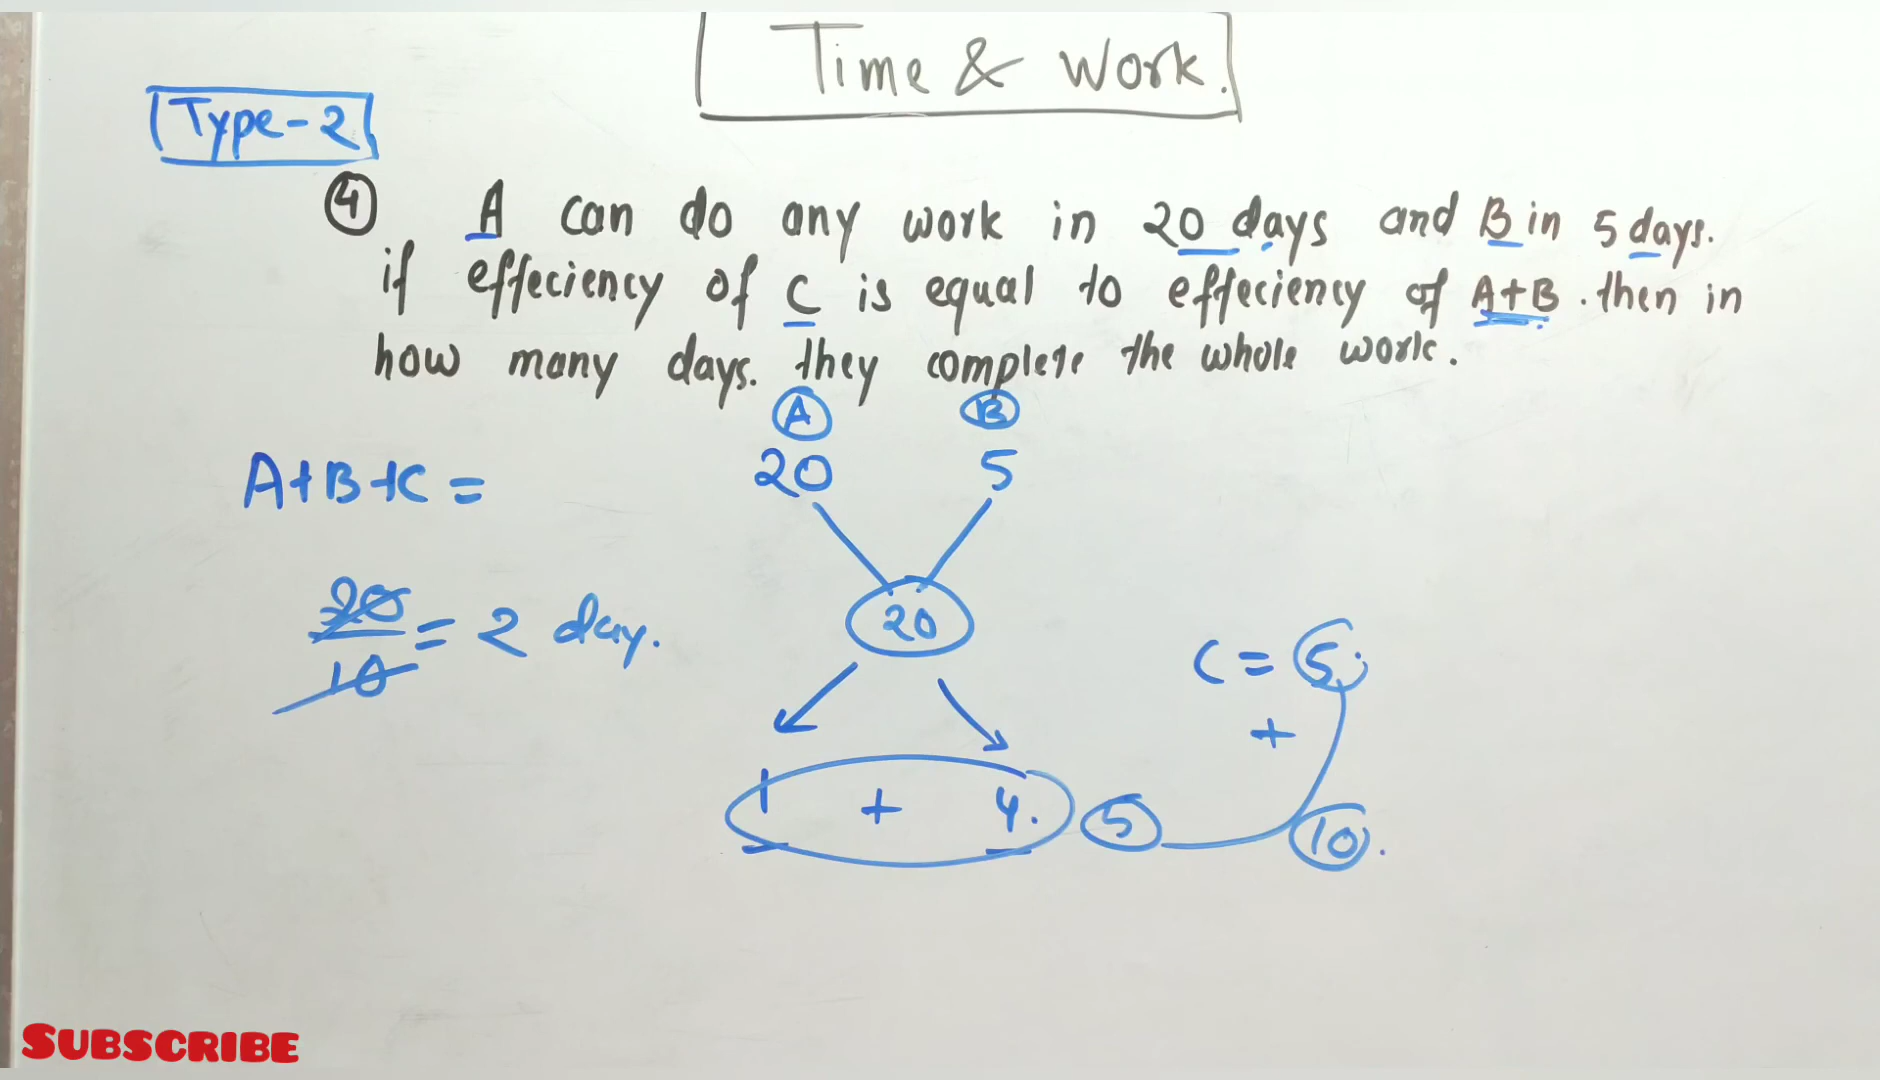 Time & Work.
Type-2
④ A can do any work in 20 days and B in 5 days.
if effeciency of C is equal to effeciency of A+B. then in
how many days. they complete the whole work.
A B
A+B+C = 20 5
20
20/10 = 2 day.
C = 5
+
1 + 4. 5 10.
SUBSCRIBE